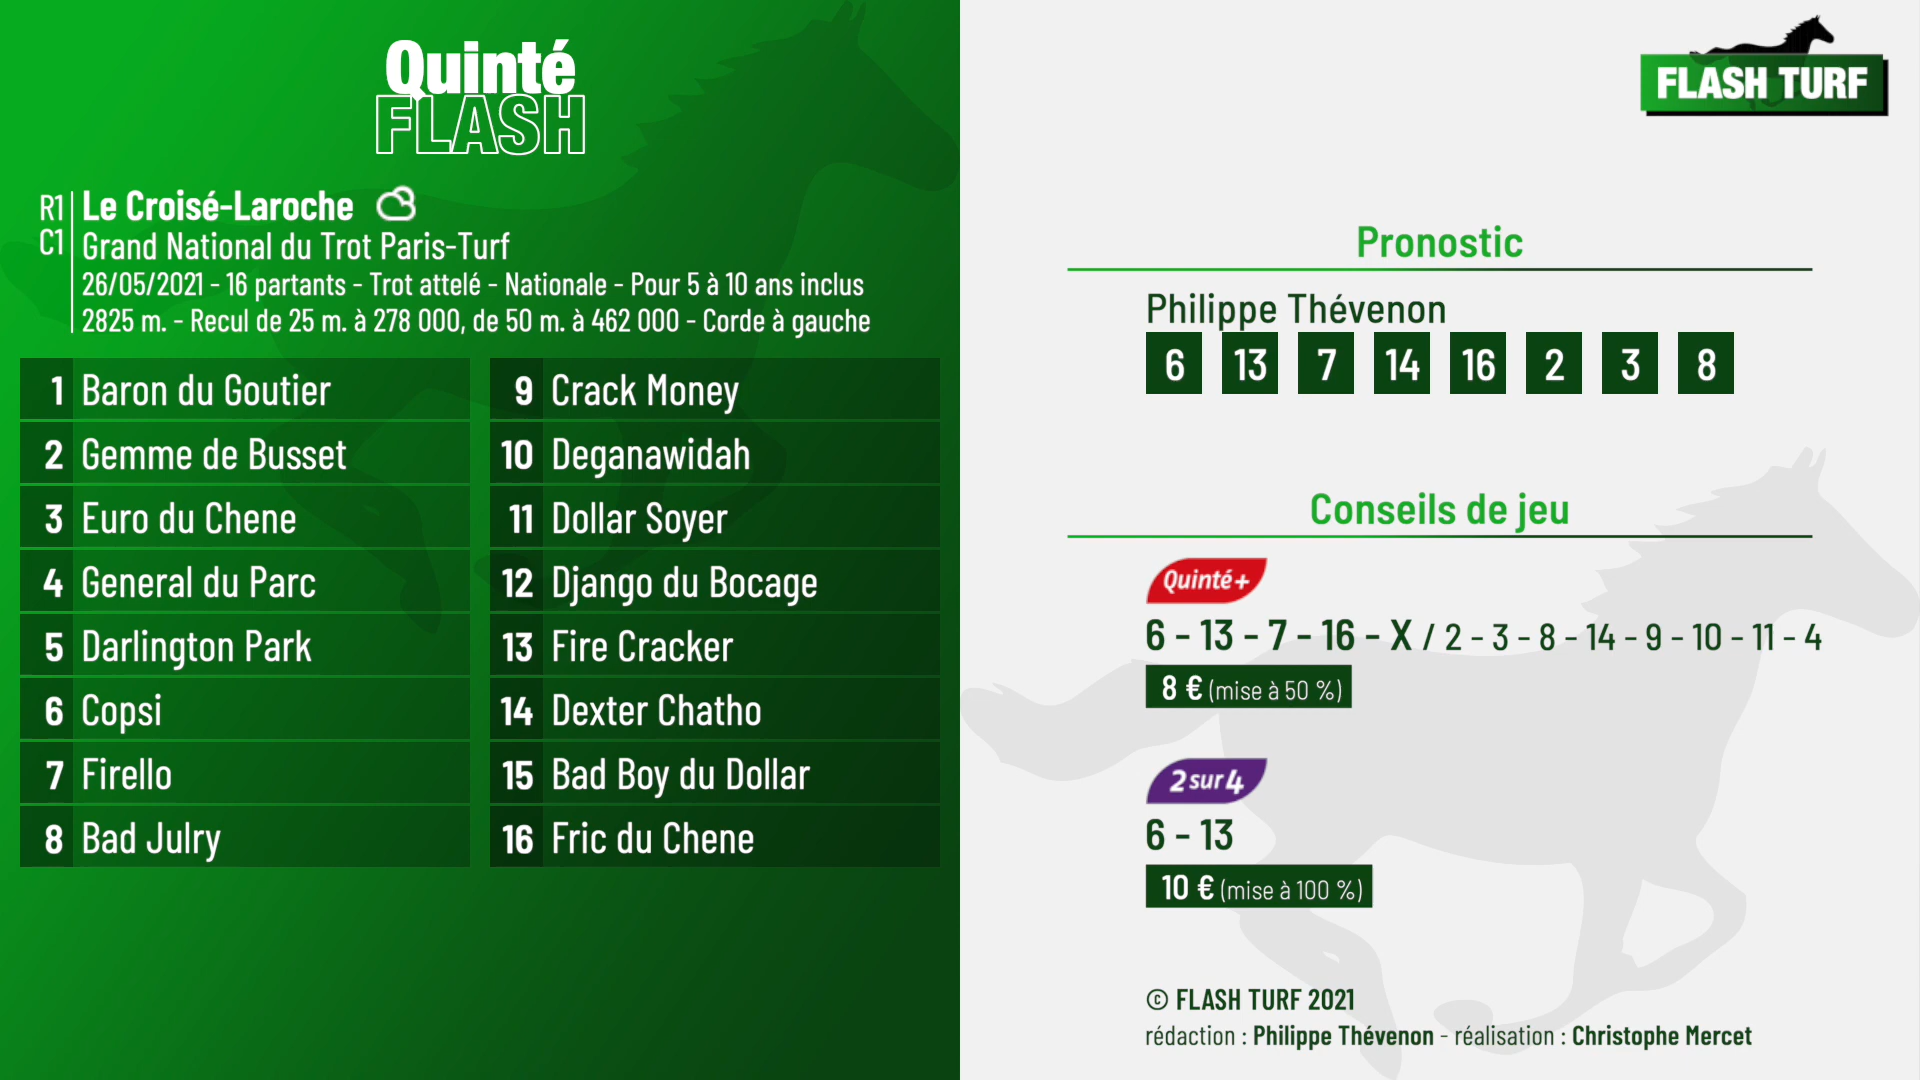 Quinté
FLASH
R1 Le Croisé-Laroche
C1 Grand National du Trot Paris-Turf
26/05/2021 - 16 partants - Trot attelé - Nationale - Pour 5 à 10 ans inclus
2825 m. - Recul de 25 m. à 278 000, de 50 m. à 462 000 - Corde à gauche
1 Baron du Goutier
2 Gemme de Busset
3 Euro du Chene
4 General du Parc
5 Darlington Park
6 Copsi
7 Firello
8 Bad Julry
9 Crack Money
10 Deganawidah
11 Dollar Soyer
12 Django du Bocage
13 Fire Cracker
14 Dexter Chatho
15 Bad Boy du Dollar
16 Fric du Chene
FLASH TURF
Pronostic
Philippe Thévenon
6 13 7 14 16 2 3 8
Conseils de jeu
Quinté+
6 - 13 - 7 - 16 - X / 2 - 3 - 8 - 14 - 9 - 10 - 11 - 4
8 € (mise à 50 %)
2 sur 4
6 - 13
10 € (mise à 100 %)
© FLASH TURF 2021
rédaction : Philippe Thévenon - réalisation : Christophe Mercet